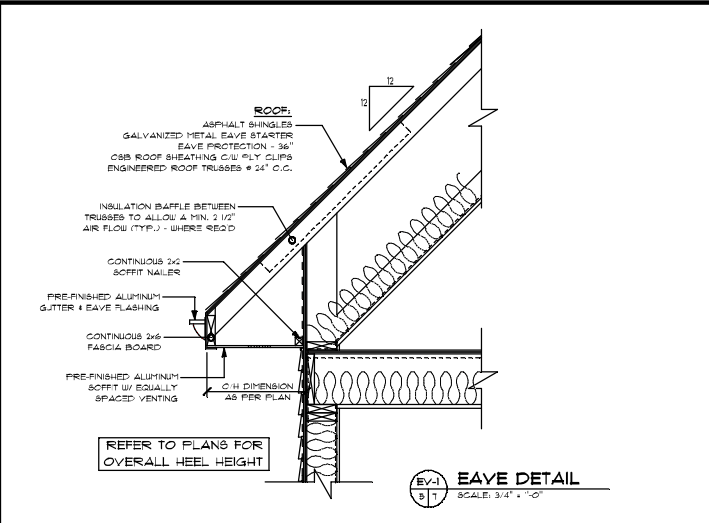 12
12
ROOF:
ASPHALT SHINGLES
GALVANIZED METAL EAVE STARTER
EAVE PROTECTION - 36"
OSB ROOF SHEATHING C/W PLY CLIPS
ENGINEERED ROOF TRUSSES @ 24" O.C.
INSULATION BAFFLE BETWEEN
TRUSSES TO ALLOW A MIN. 2 1/2"
AIR FLOW (TYP.) - WHERE REQ'D
CONTINUOUS 2x2
SOFFIT NAILER
PRE-FINISHED ALUMINUM
GUTTER & EAVE FLASHING
CONTINUOUS 2x6
FASCIA BOARD
PRE-FINISHED ALUMINUM
SOFFIT W/ EQUALLY
SPACED VENTING
O/H DIMENSION
AS PER PLAN
REFER TO PLANS FOR
OVERALL HEEL HEIGHT
EV-1
EAVE DETAIL
SCALE: 3/4" = 1'-0"